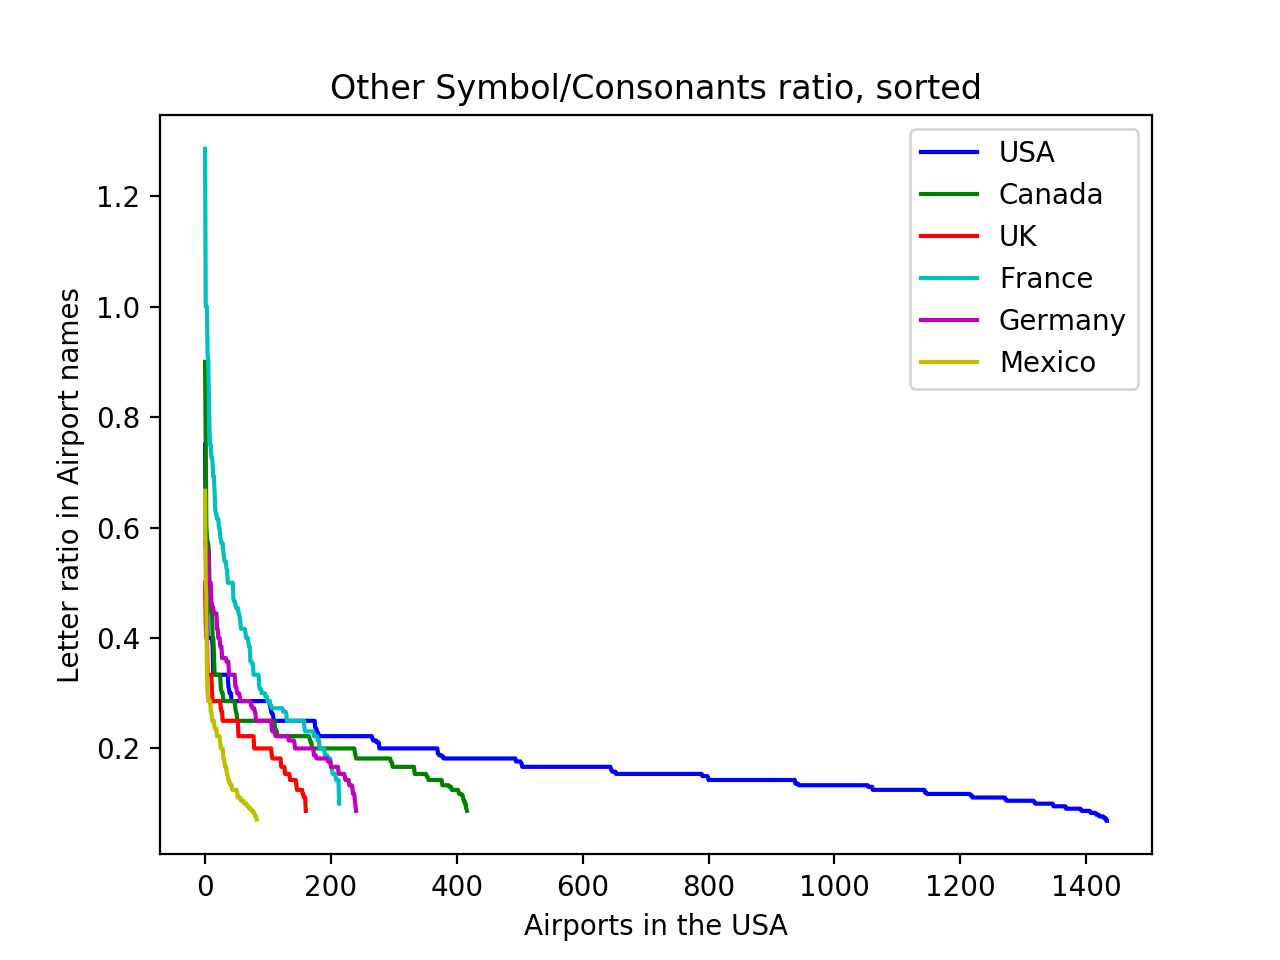 Other Symbol/Consonants ratio, sorted
USA
Canada
UK
France
Germany
Mexico
Letter ratio in Airport names
1.2
1.0
0.8
0.6
0.4
0.2
0 200 400 600 800 1000 1200 1400
Airports in the USA